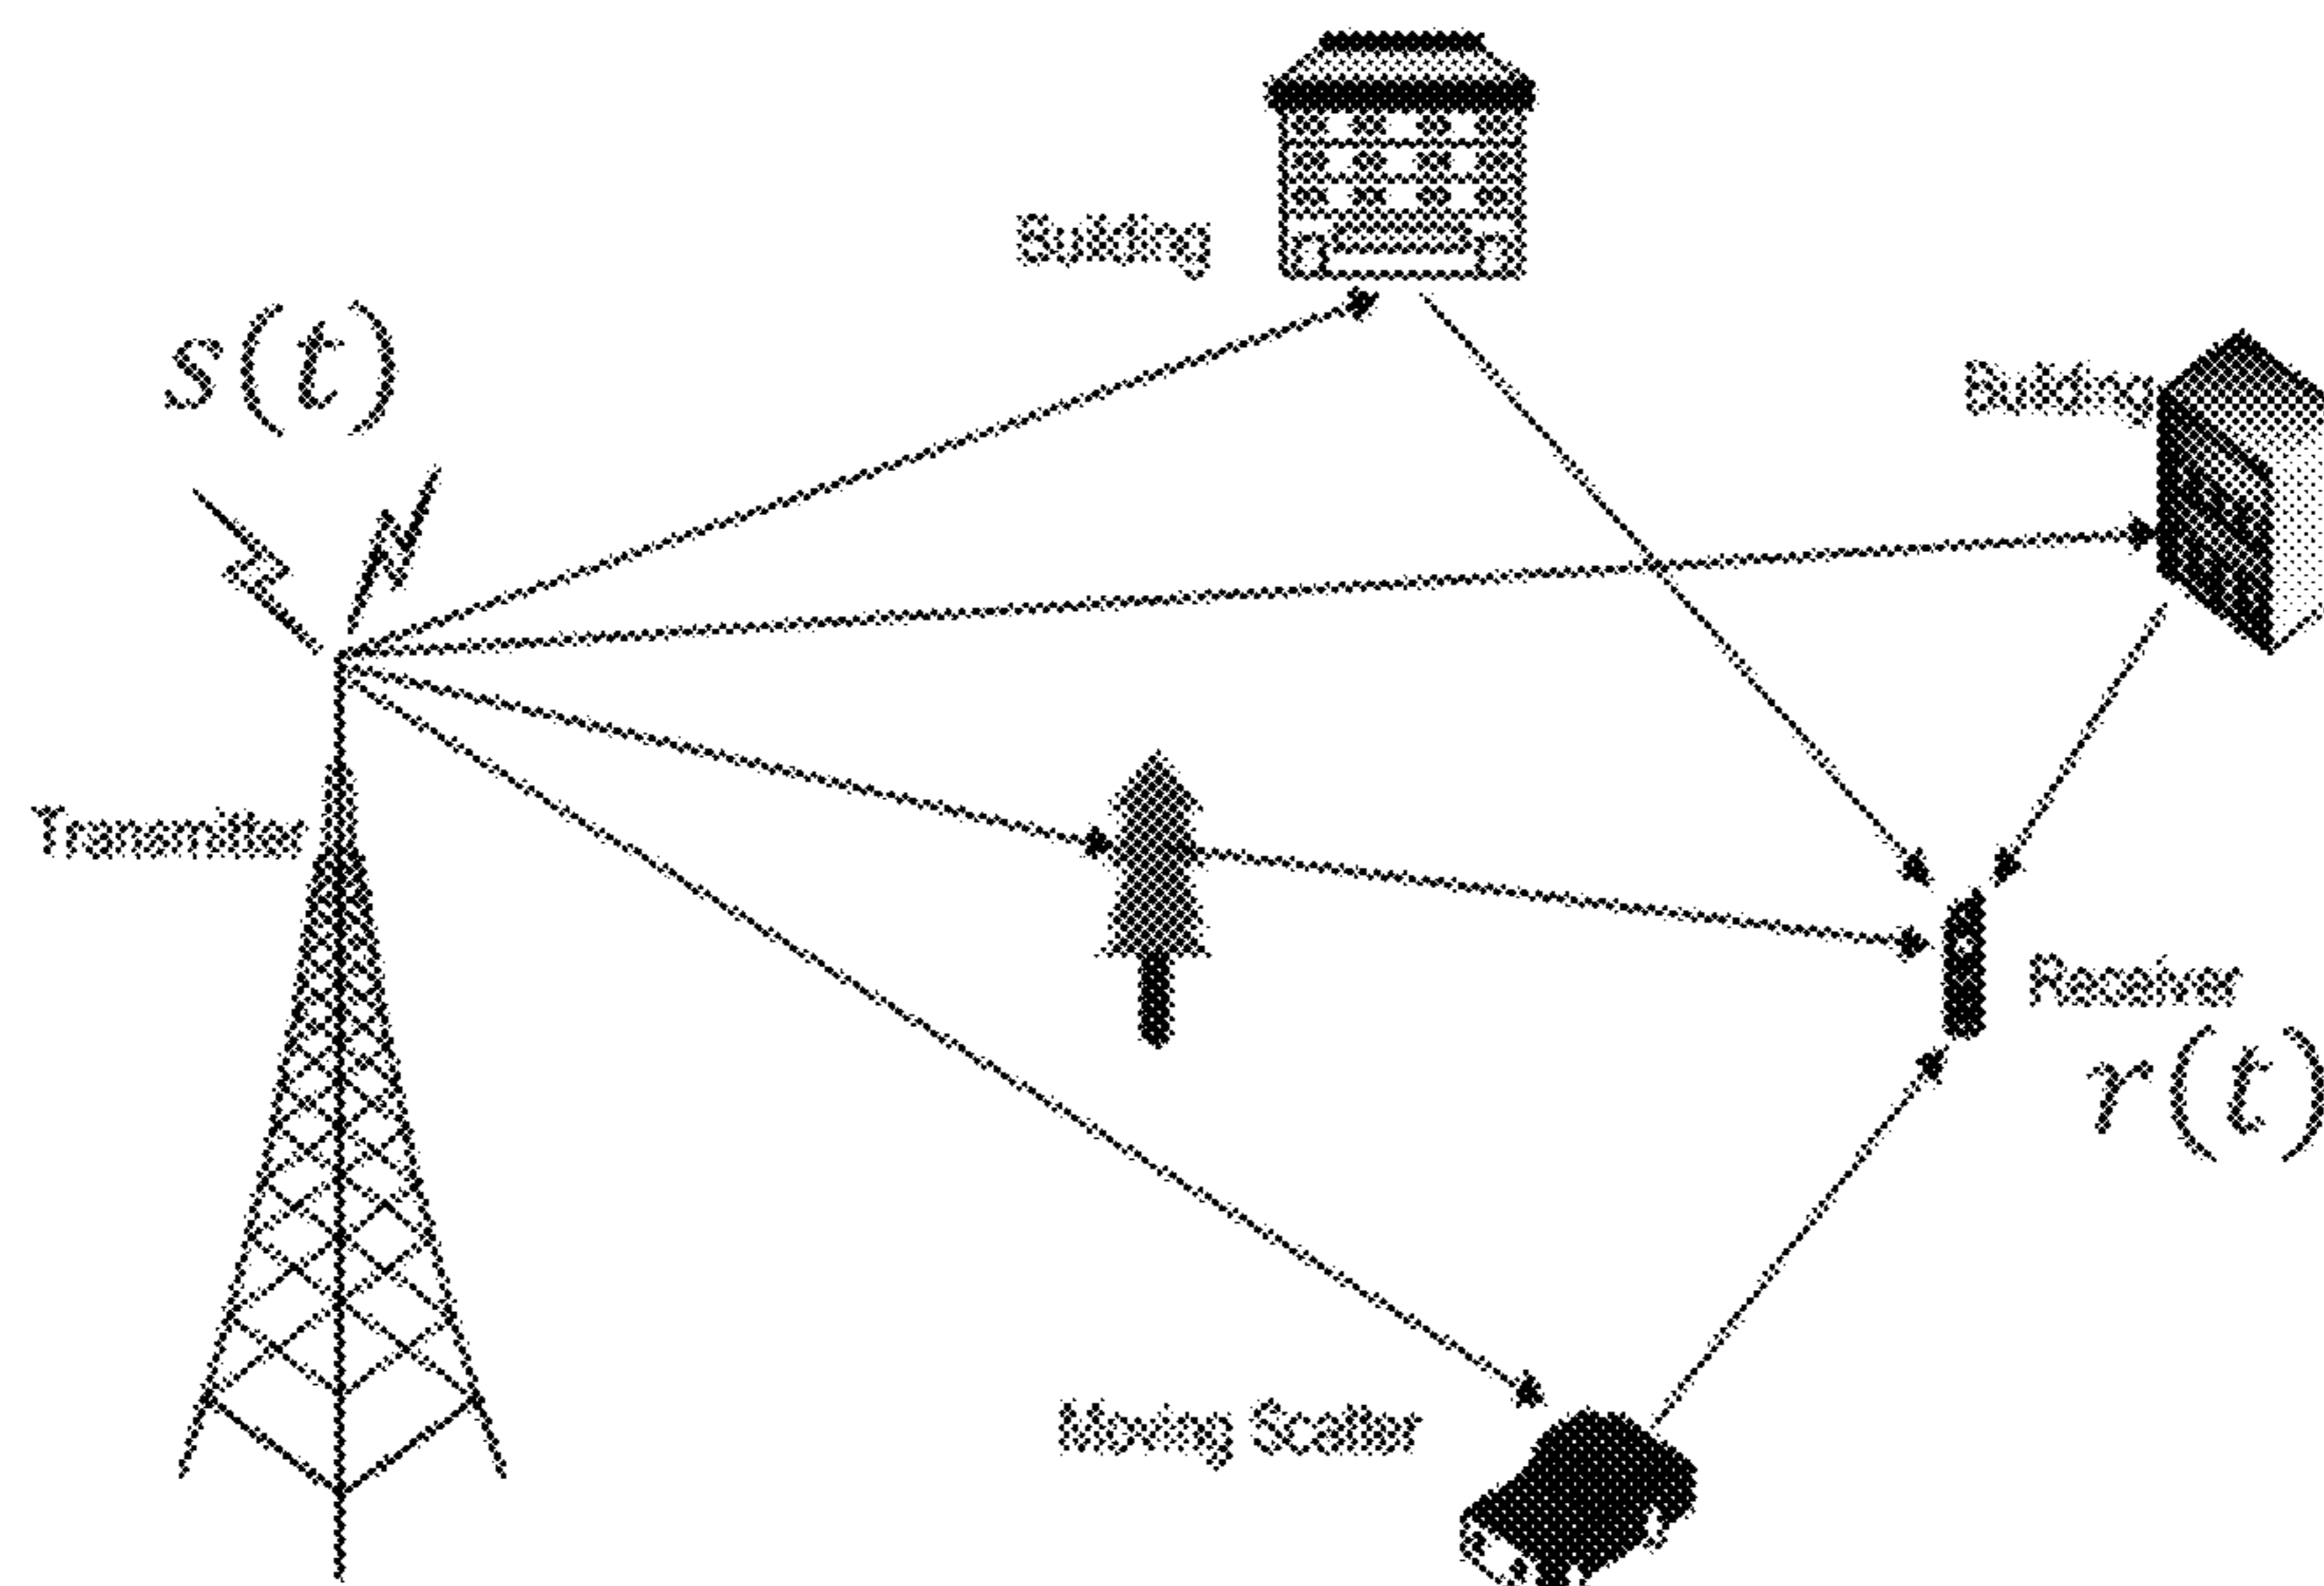 Building
Building
s(t)
Transmitter
Receiver
r(t)
Moving Scatter